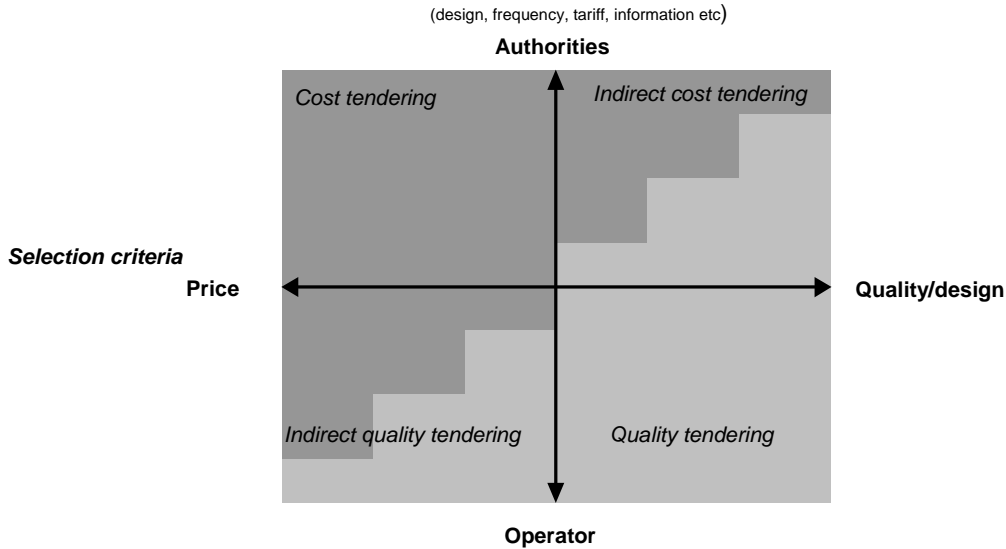 (design, frequency, tariff, information etc)
Authorities
Cost tendering
Indirect cost tendering
Selection criteria
Price
Quality/design
Indirect quality tendering
Quality tendering
Operator